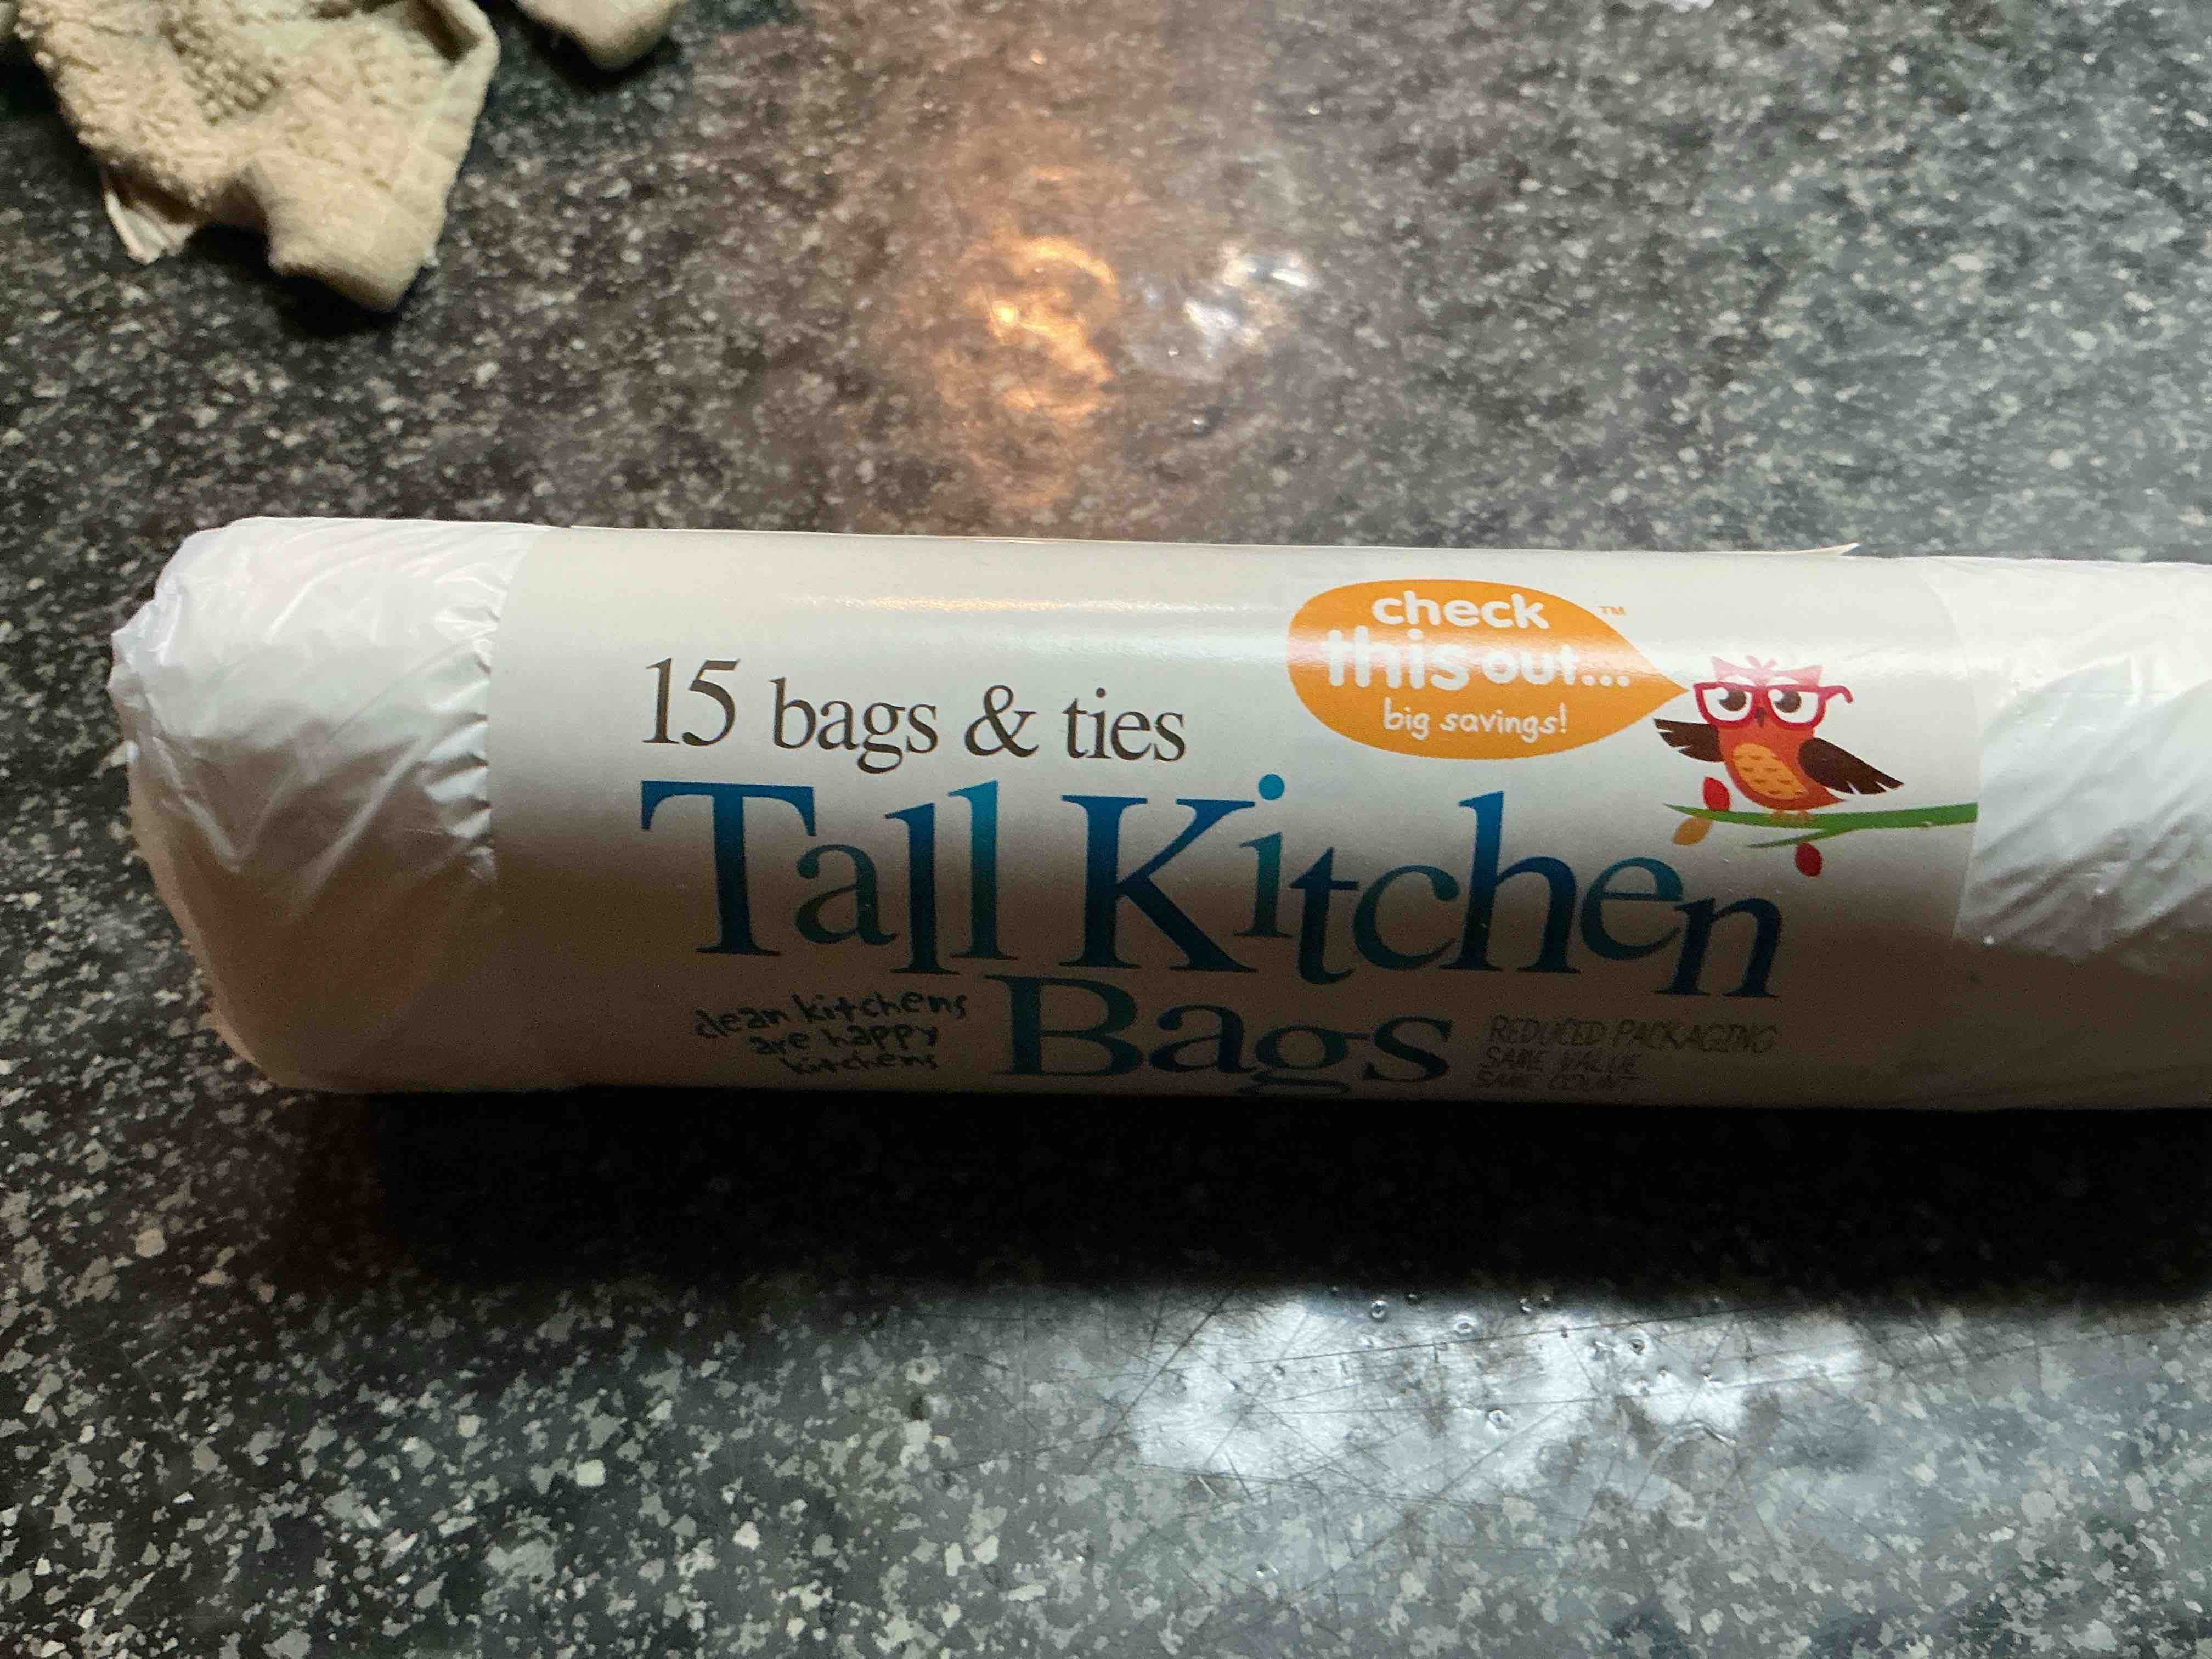 check
this out...
big savings!
™
15 bags & ties
Tall Kitchen
Bags
clean kitchens
are happy
kitchens
REDUCED PACKAGING
SAME VALUE
SAME COUNT